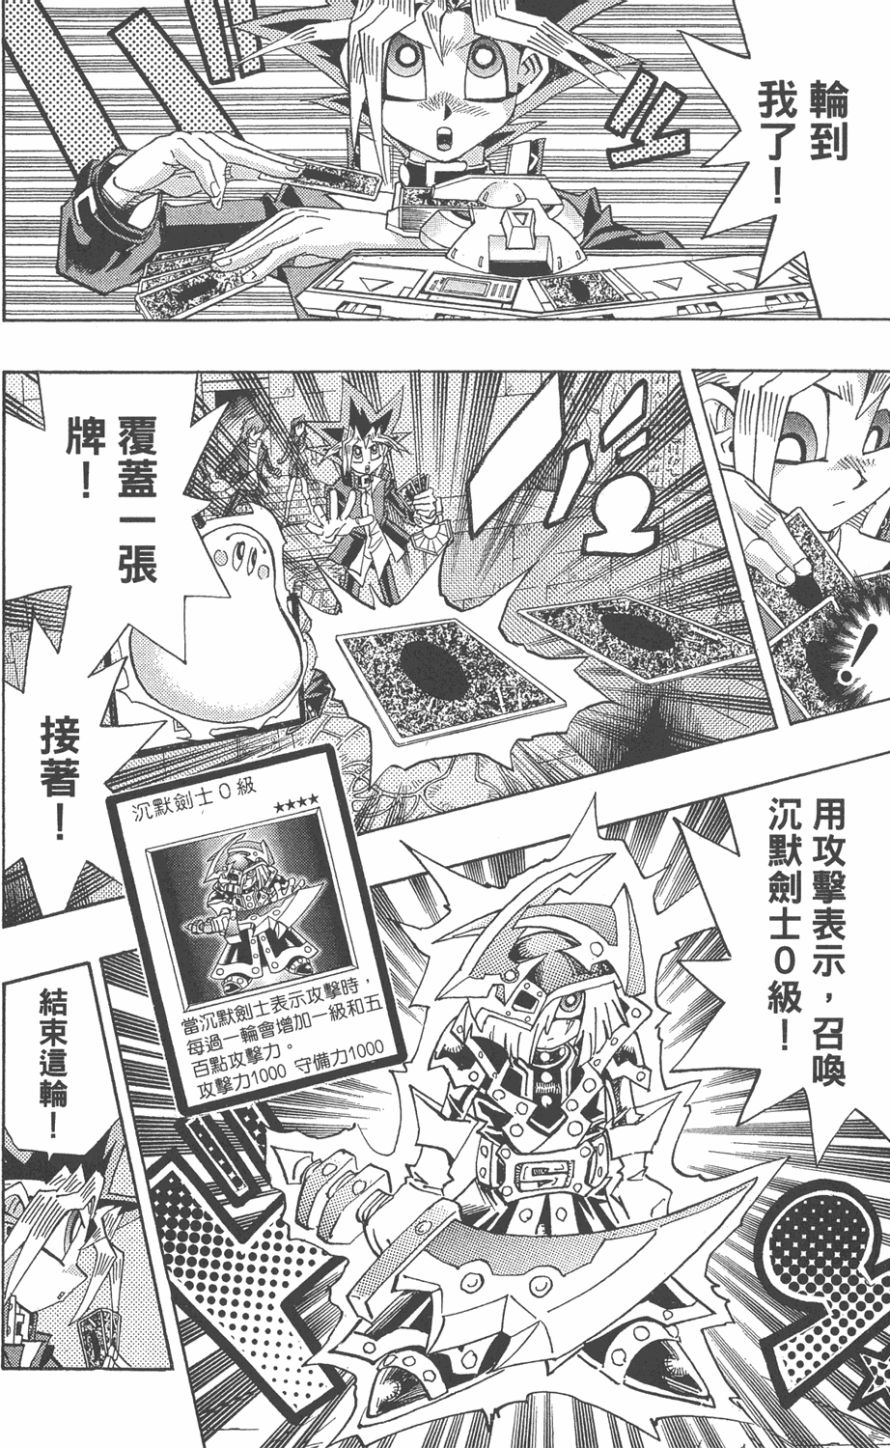 輪到
我了！
覆蓋一張
牌！
接著！
用攻擊表示，召喚
沉默劍士０級！
沉默劍士０級
★★★★
當沉默劍士表示攻擊時，
每過一輪會增加一級和五
百點攻擊力。
攻擊力1000 守備力1000
結束這輪！